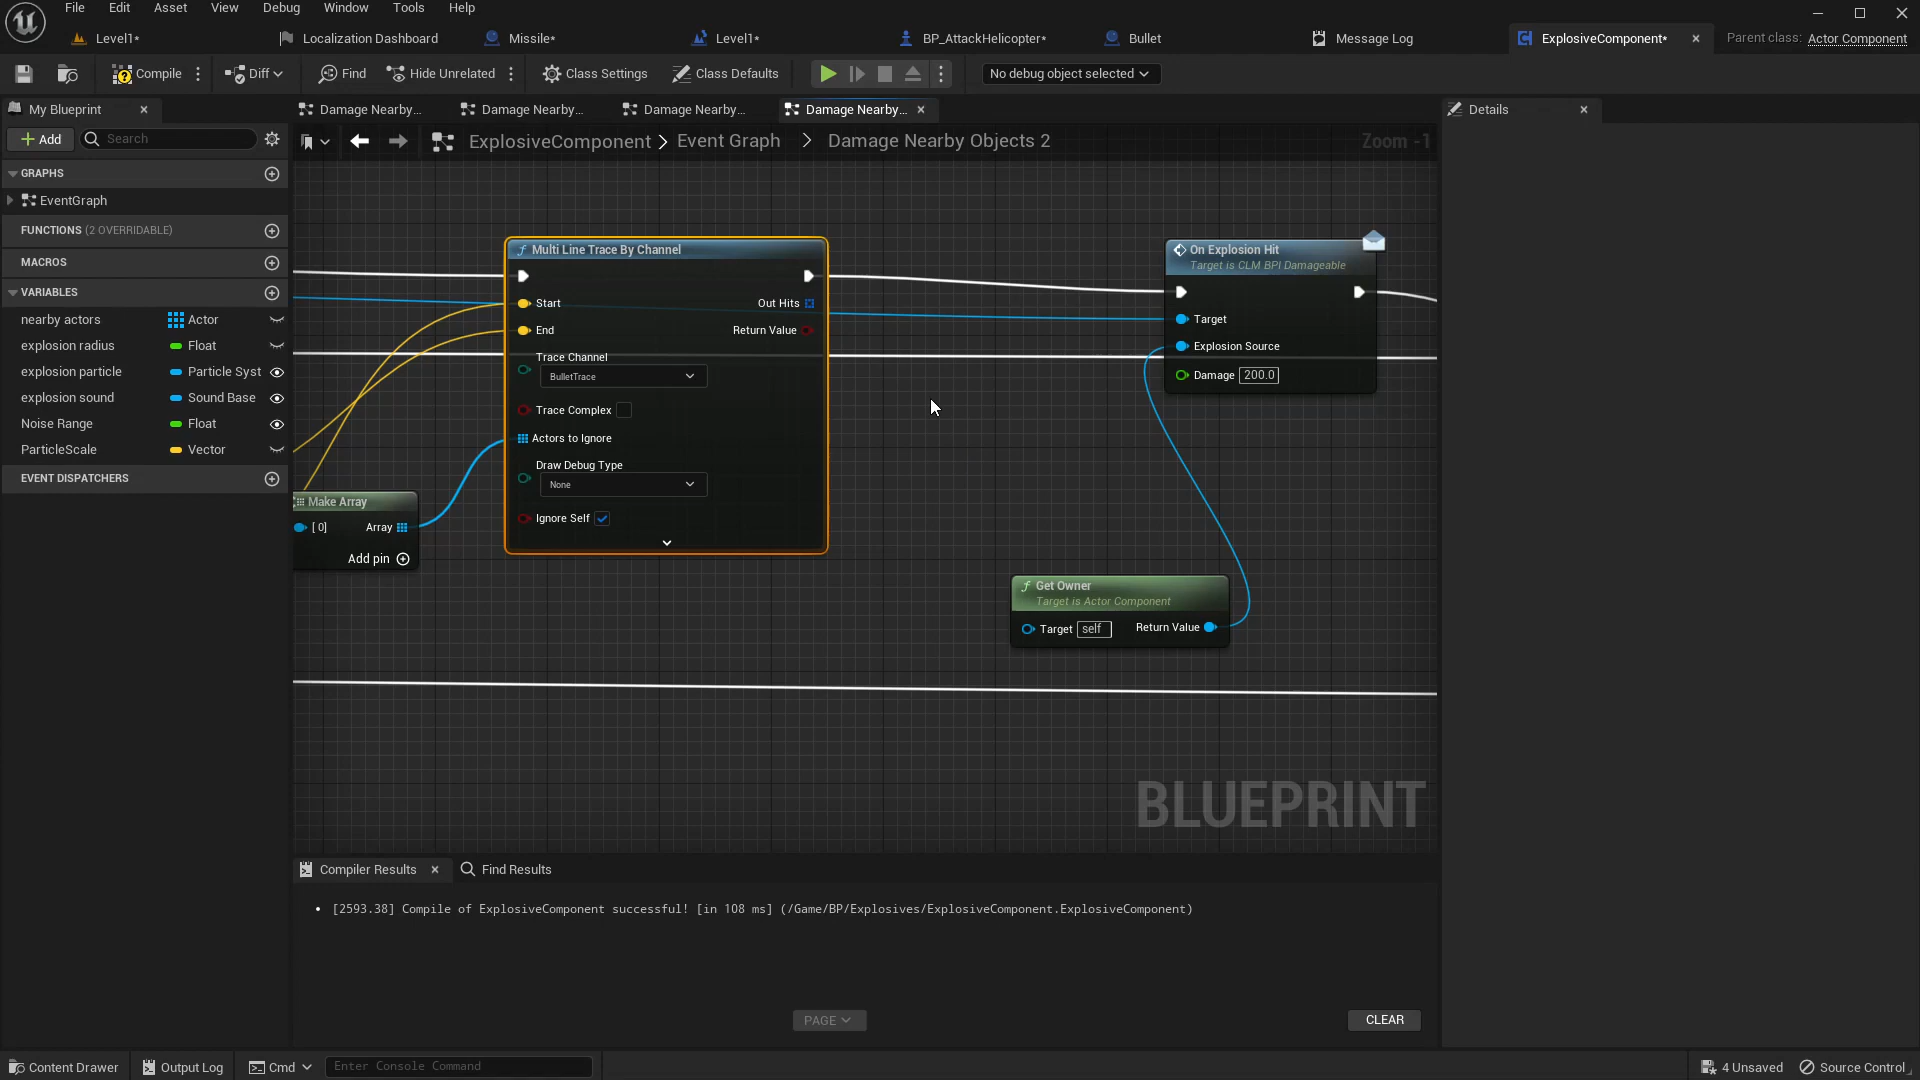 File Edit Asset View Debug Window Tools Help
Level1* Localization Dashboard Missile* Level1* BP_AttackHelicopter* Bullet Message Log ExplosiveComponent* Parent class: Actor Component
Compile Diff Find Hide Unrelated Class Settings Class Defaults No debug object selected
My Blueprint Damage Nearby... Damage Nearby... Damage Nearby... Damage Nearby... Details
Add Search ExplosiveComponent > Event Graph > Damage Nearby Objects 2 Zoom -1
GRAPHS
EventGraph
FUNCTIONS (2 OVERRIDABLE)
MACROS
VARIABLES
nearby actors Actor
explosion radius Float
explosion particle Particle Syst
explosion sound Sound Base
Noise Range Float
ParticleScale Vector
EVENT DISPATCHERS
Multi Line Trace By Channel
Start Out Hits
End Return Value
Trace Channel
BulletTrace
Trace Complex
Actors to Ignore
Draw Debug Type
None
Ignore Self
Make Array
[0] Array
Add pin
On Explosion Hit
Target is CLM BPI Damageable
Target
Explosion Source
Damage 200.0
Get Owner
Target is Actor Component
Target self Return Value
BLUEPRINT
Compiler Results Find Results
• [2593.38] Compile of ExplosiveComponent successful! [in 108 ms] (/Game/BP/Explosives/ExplosiveComponent.ExplosiveComponent)
PAGE CLEAR
Content Drawer Output Log Cmd Enter Console Command 4 Unsaved Source Control